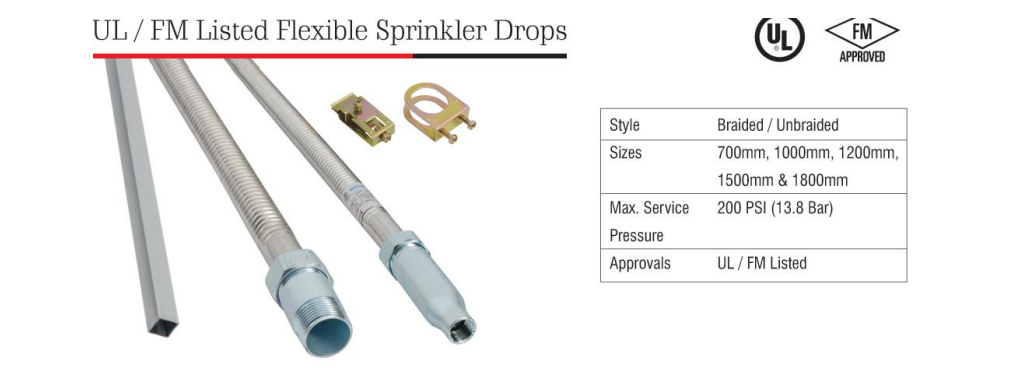 UL / FM Listed Flexible Sprinkler Drops
UL
®
FM
APPROVED
Style Braided / Unbraided
Sizes 700mm, 1000mm, 1200mm,
1500mm & 1800mm
Max. Service 200 PSI (13.8 Bar)
Pressure
Approvals UL / FM Listed